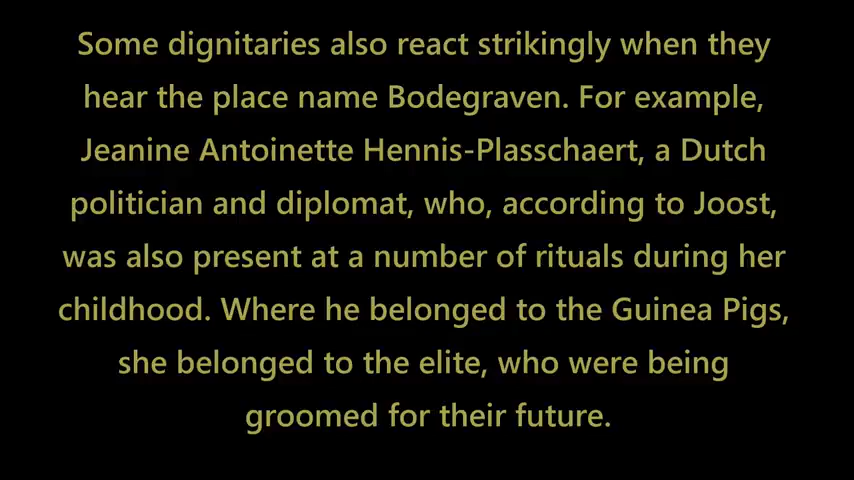 Some dignitaries also react strikingly when they
hear the place name Bodegraven. For example,
Jeanine Antoinette Hennis-Plasschaert, a Dutch
politician and diplomat, who, according to Joost,
was also present at a number of rituals during her
childhood. Where he belonged to the Guinea Pigs,
she belonged to the elite, who were being
groomed for their future.